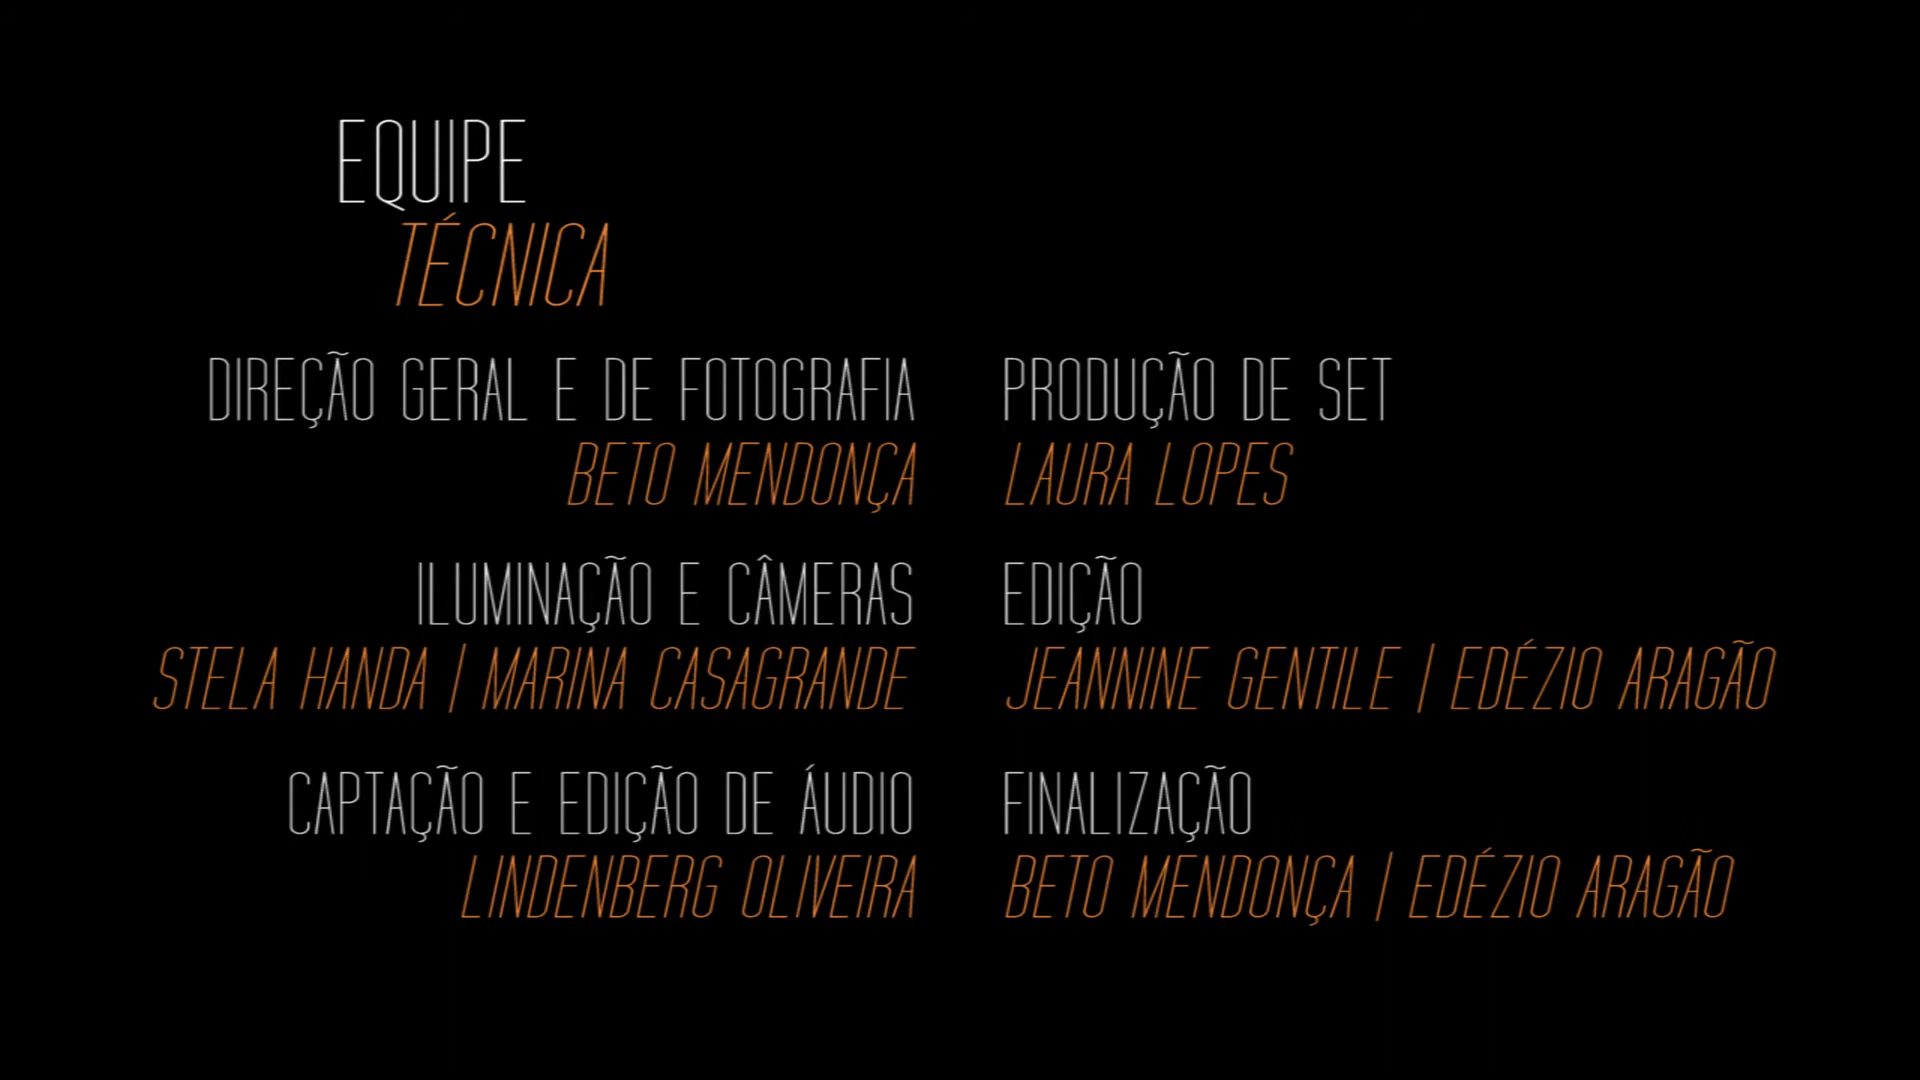 EQUIPE
TÉCNICA
DIREÇÃO GERAL E DE FOTOGRAFIA
BETO MENDONÇA
ILUMINAÇÃO E CÂMERAS
STELA HANDA | MARINA CASAGRANDE
CAPTAÇÃO E EDIÇÃO DE ÁUDIO
LINDENBERG OLIVEIRA
PRODUÇÃO DE SET
LAURA LOPES
EDIÇÃO
JEANNINE GENTILE | EDÉZIO ARAGÃO
FINALIZAÇÃO
BETO MENDONÇA | EDÉZIO ARAGÃO